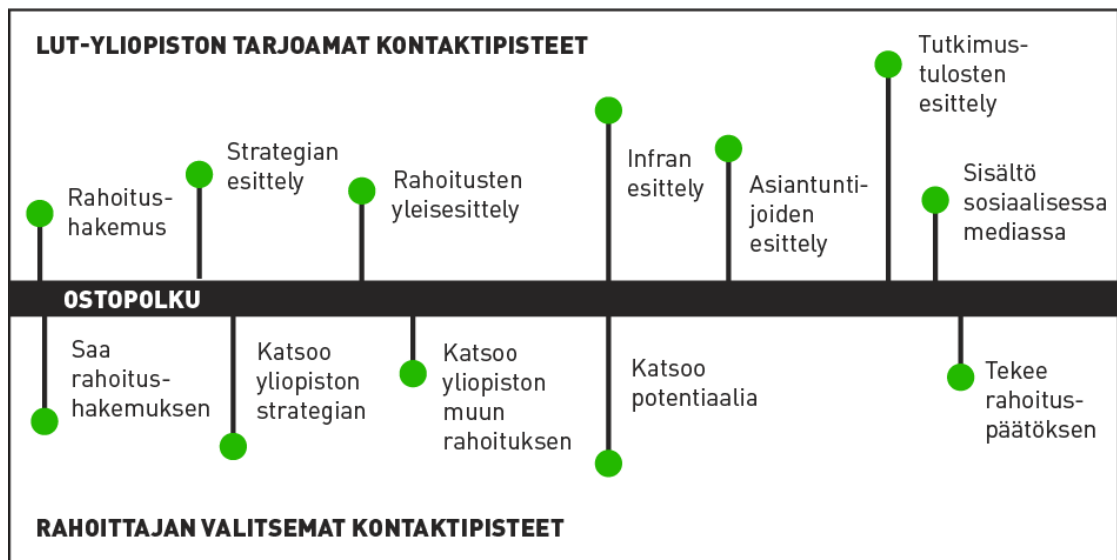 LUT-YLIOPISTON TARJOAMAT KONTAKTIPISTEET
Rahoitus-
hakemus
Strategian
esittely
Rahoitusten
yleisesittely
Infran
esittely
Asiantunti-
joiden
esittely
Tutkimus-
tulosten
esittely
Sisältö
sosiaalisessa
mediassa
OSTOPOLKU
Saa
rahoitus-
hakemuksen
Katsoo
yliopiston
strategian
Katsoo
yliopiston
muun
rahoituksen
Katsoo
potentiaalia
Tekee
rahoitus-
päätöksen
RAHOITTAJAN VALITSEMAT KONTAKTIPISTEET